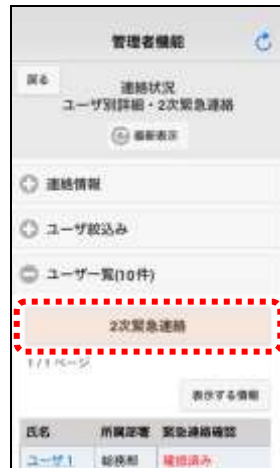 管理者機能
戻る
連絡状況
ユーザ別詳細・2次緊急連絡
最新表示
連絡情報
ユーザ絞込み
ユーザ一覧(10件)
2次緊急連絡
1 / 1 ページ
表示する情報
氏名 所属部署 緊急連絡確認
ユーザ1 総務部 確認済み